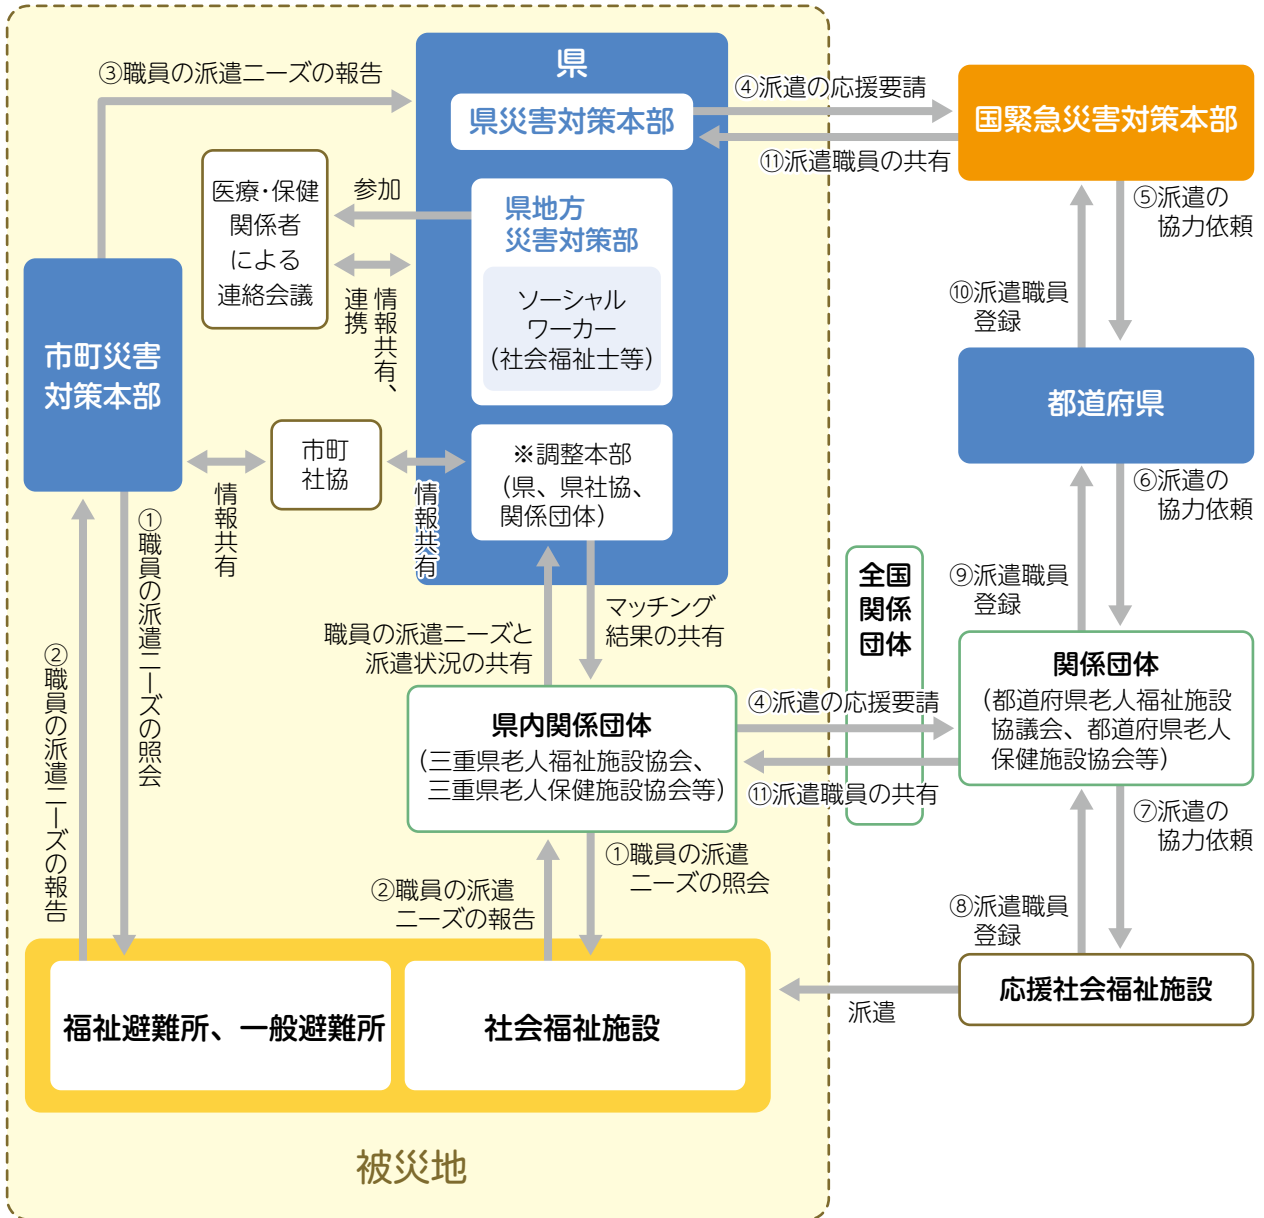 ③職員の派遣ニーズの報告
県
県災害対策本部
④派遣の応援要請
国緊急災害対策本部
⑪派遣職員の共有
医療・保健
関係者
による
連絡会議
参加
県地方
災害対策部
ソーシャル
ワーカー
(社会福祉士等)
情報共有、
連携
⑤派遣の
協力依頼
⑩派遣職員
登録
市町災害
対策本部
都道府県
市町
社協
※調整本部
(県、県社協、
関係団体)
情報共有
情報共有
⑥派遣の
協力依頼
①職員の派遣ニーズの照会
②職員の派遣ニーズの報告
全国
関係
団体
⑨派遣職員
登録
マッチング
結果の共有
職員の派遣ニーズと
派遣状況の共有
県内関係団体
(三重県老人福祉施設協会、
三重県老人保健施設協会等)
④派遣の応援要請
⑪派遣職員の共有
関係団体
(都道府県老人福祉施設
協議会、都道府県老人
保健施設協会等)
①職員の派遣
ニーズの照会
②職員の派遣
ニーズの報告
⑦派遣の
協力依頼
⑧派遣職員
登録
福祉避難所、一般避難所
社会福祉施設
派遣
応援社会福祉施設
被災地